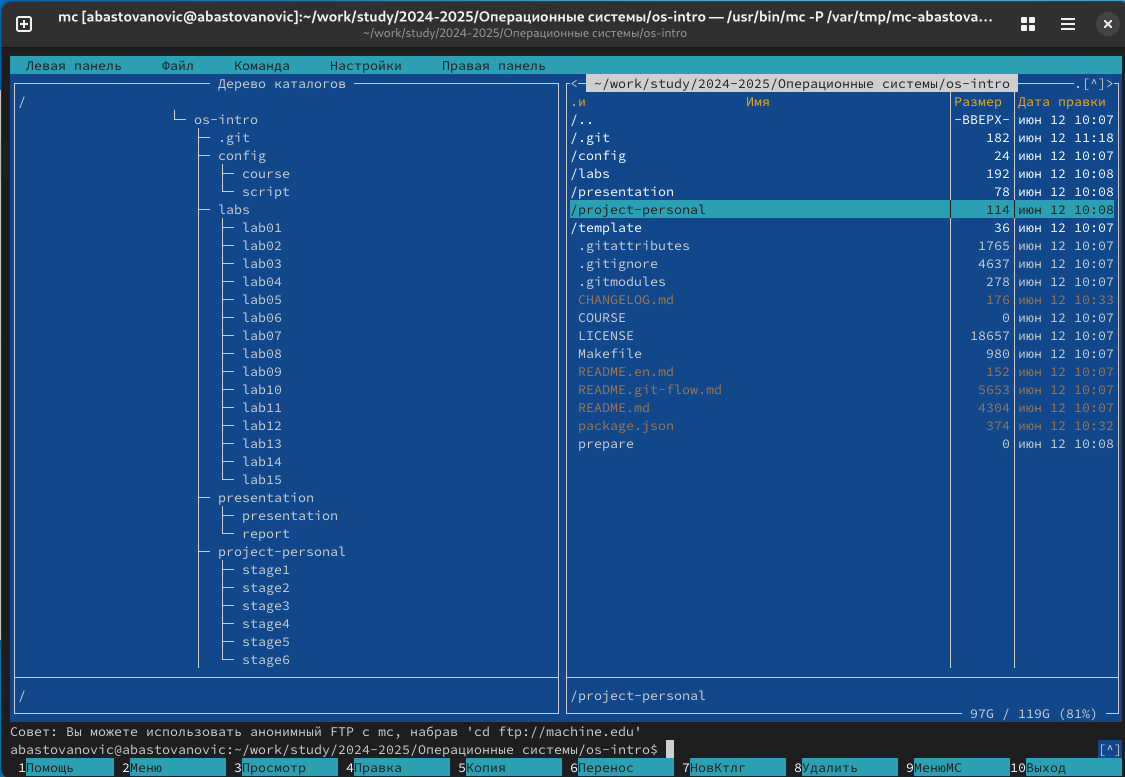 mc [abastovanovic@abastovanovic]:~/work/study/2024-2025/Операционные системы/os-intro — /usr/bin/mc -P /var/tmp/mc-abastova…
~/work/study/2024-2025/Операционные системы/os-intro
Левая панель Файл Команда Настройки Правая панель
Дерево каталогов
/
os-intro
.git
config
course
script
labs
lab01
lab02
lab03
lab04
lab05
lab06
lab07
lab08
lab09
lab10
lab11
lab12
lab13
lab14
lab15
presentation
presentation
report
project-personal
stage1
stage2
stage3
stage4
stage5
stage6
/
<- ~/work/study/2024-2025/Операционные системы/os-intro .[^]>
.и Имя Размер Дата правки
/.. -ВВЕРХ- июн 12 10:07
/.git 182 июн 12 11:18
/config 24 июн 12 10:07
/labs 192 июн 12 10:08
/presentation 78 июн 12 10:08
/project-personal 114 июн 12 10:08
/template 36 июн 12 10:07
.gitattributes 1765 июн 12 10:07
.gitignore 4637 июн 12 10:07
.gitmodules 278 июн 12 10:07
CHANGELOG.md 176 июн 12 10:33
COURSE 0 июн 12 10:07
LICENSE 18657 июн 12 10:07
Makefile 980 июн 12 10:07
README.en.md 152 июн 12 10:07
README.git-flow.md 5653 июн 12 10:07
README.md 4304 июн 12 10:07
package.json 374 июн 12 10:32
prepare 0 июн 12 10:08
/project-personal
97G / 119G (81%)
Совет: Вы можете использовать анонимный FTP с mc, набрав 'cd ftp://machine.edu'
abastovanovic@abastovanovic:~/work/study/2024-2025/Операционные системы/os-intro$ [^]
1Помощь 2Меню 3Просмотр 4Правка 5Копия 6Перенос 7НовКтлг 8Удалить 9МенюМС 10Выход